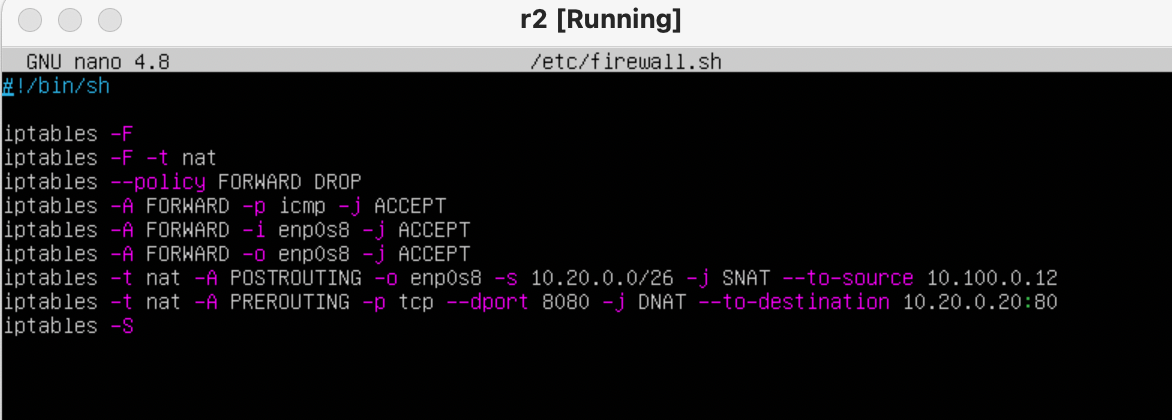 r2 [Running]
GNU nano 4.8 /etc/firewall.sh
#!/bin/sh
iptables -F
iptables -F -t nat
iptables --policy FORWARD DROP
iptables -A FORWARD -p icmp -j ACCEPT
iptables -A FORWARD -i enp0s8 -j ACCEPT
iptables -A FORWARD -o enp0s8 -j ACCEPT
iptables -t nat -A POSTROUTING -o enp0s8 -s 10.20.0.0/26 -j SNAT --to-source 10.100.0.12
iptables -t nat -A PREROUTING -p tcp --dport 8080 -j DNAT --to-destination 10.20.0.20:80
iptables -S